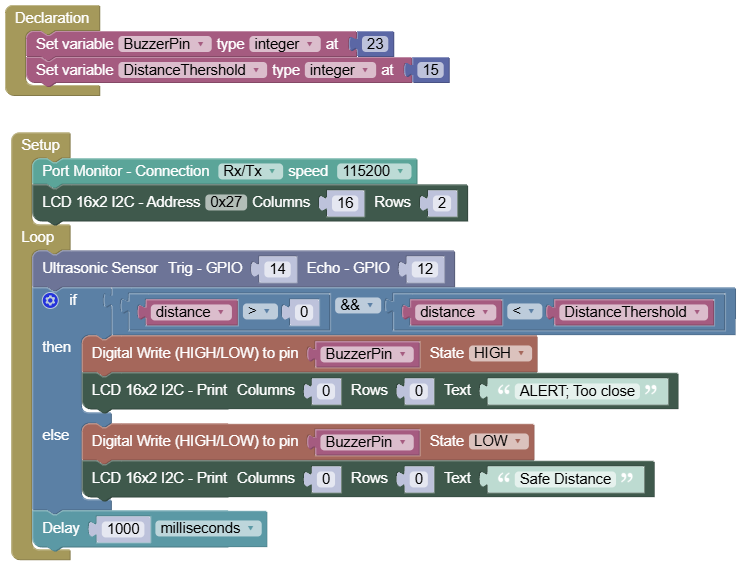 Declaration
Set variable BuzzerPin type integer at 23
Set variable DistanceThershold type integer at 15
Setup
Port Monitor - Connection Rx/Tx speed 115200
LCD 16x2 I2C - Address 0x27 Columns 16 Rows 2
Loop
Ultrasonic Sensor Trig - GPIO 14 Echo - GPIO 12
if distance > 0 && distance < DistanceThershold
then Digital Write (HIGH/LOW) to pin BuzzerPin State HIGH
LCD 16x2 I2C - Print Columns 0 Rows 0 Text “ ALERT; Too close ”
else Digital Write (HIGH/LOW) to pin BuzzerPin State LOW
LCD 16x2 I2C - Print Columns 0 Rows 0 Text “ Safe Distance ”
Delay 1000 milliseconds